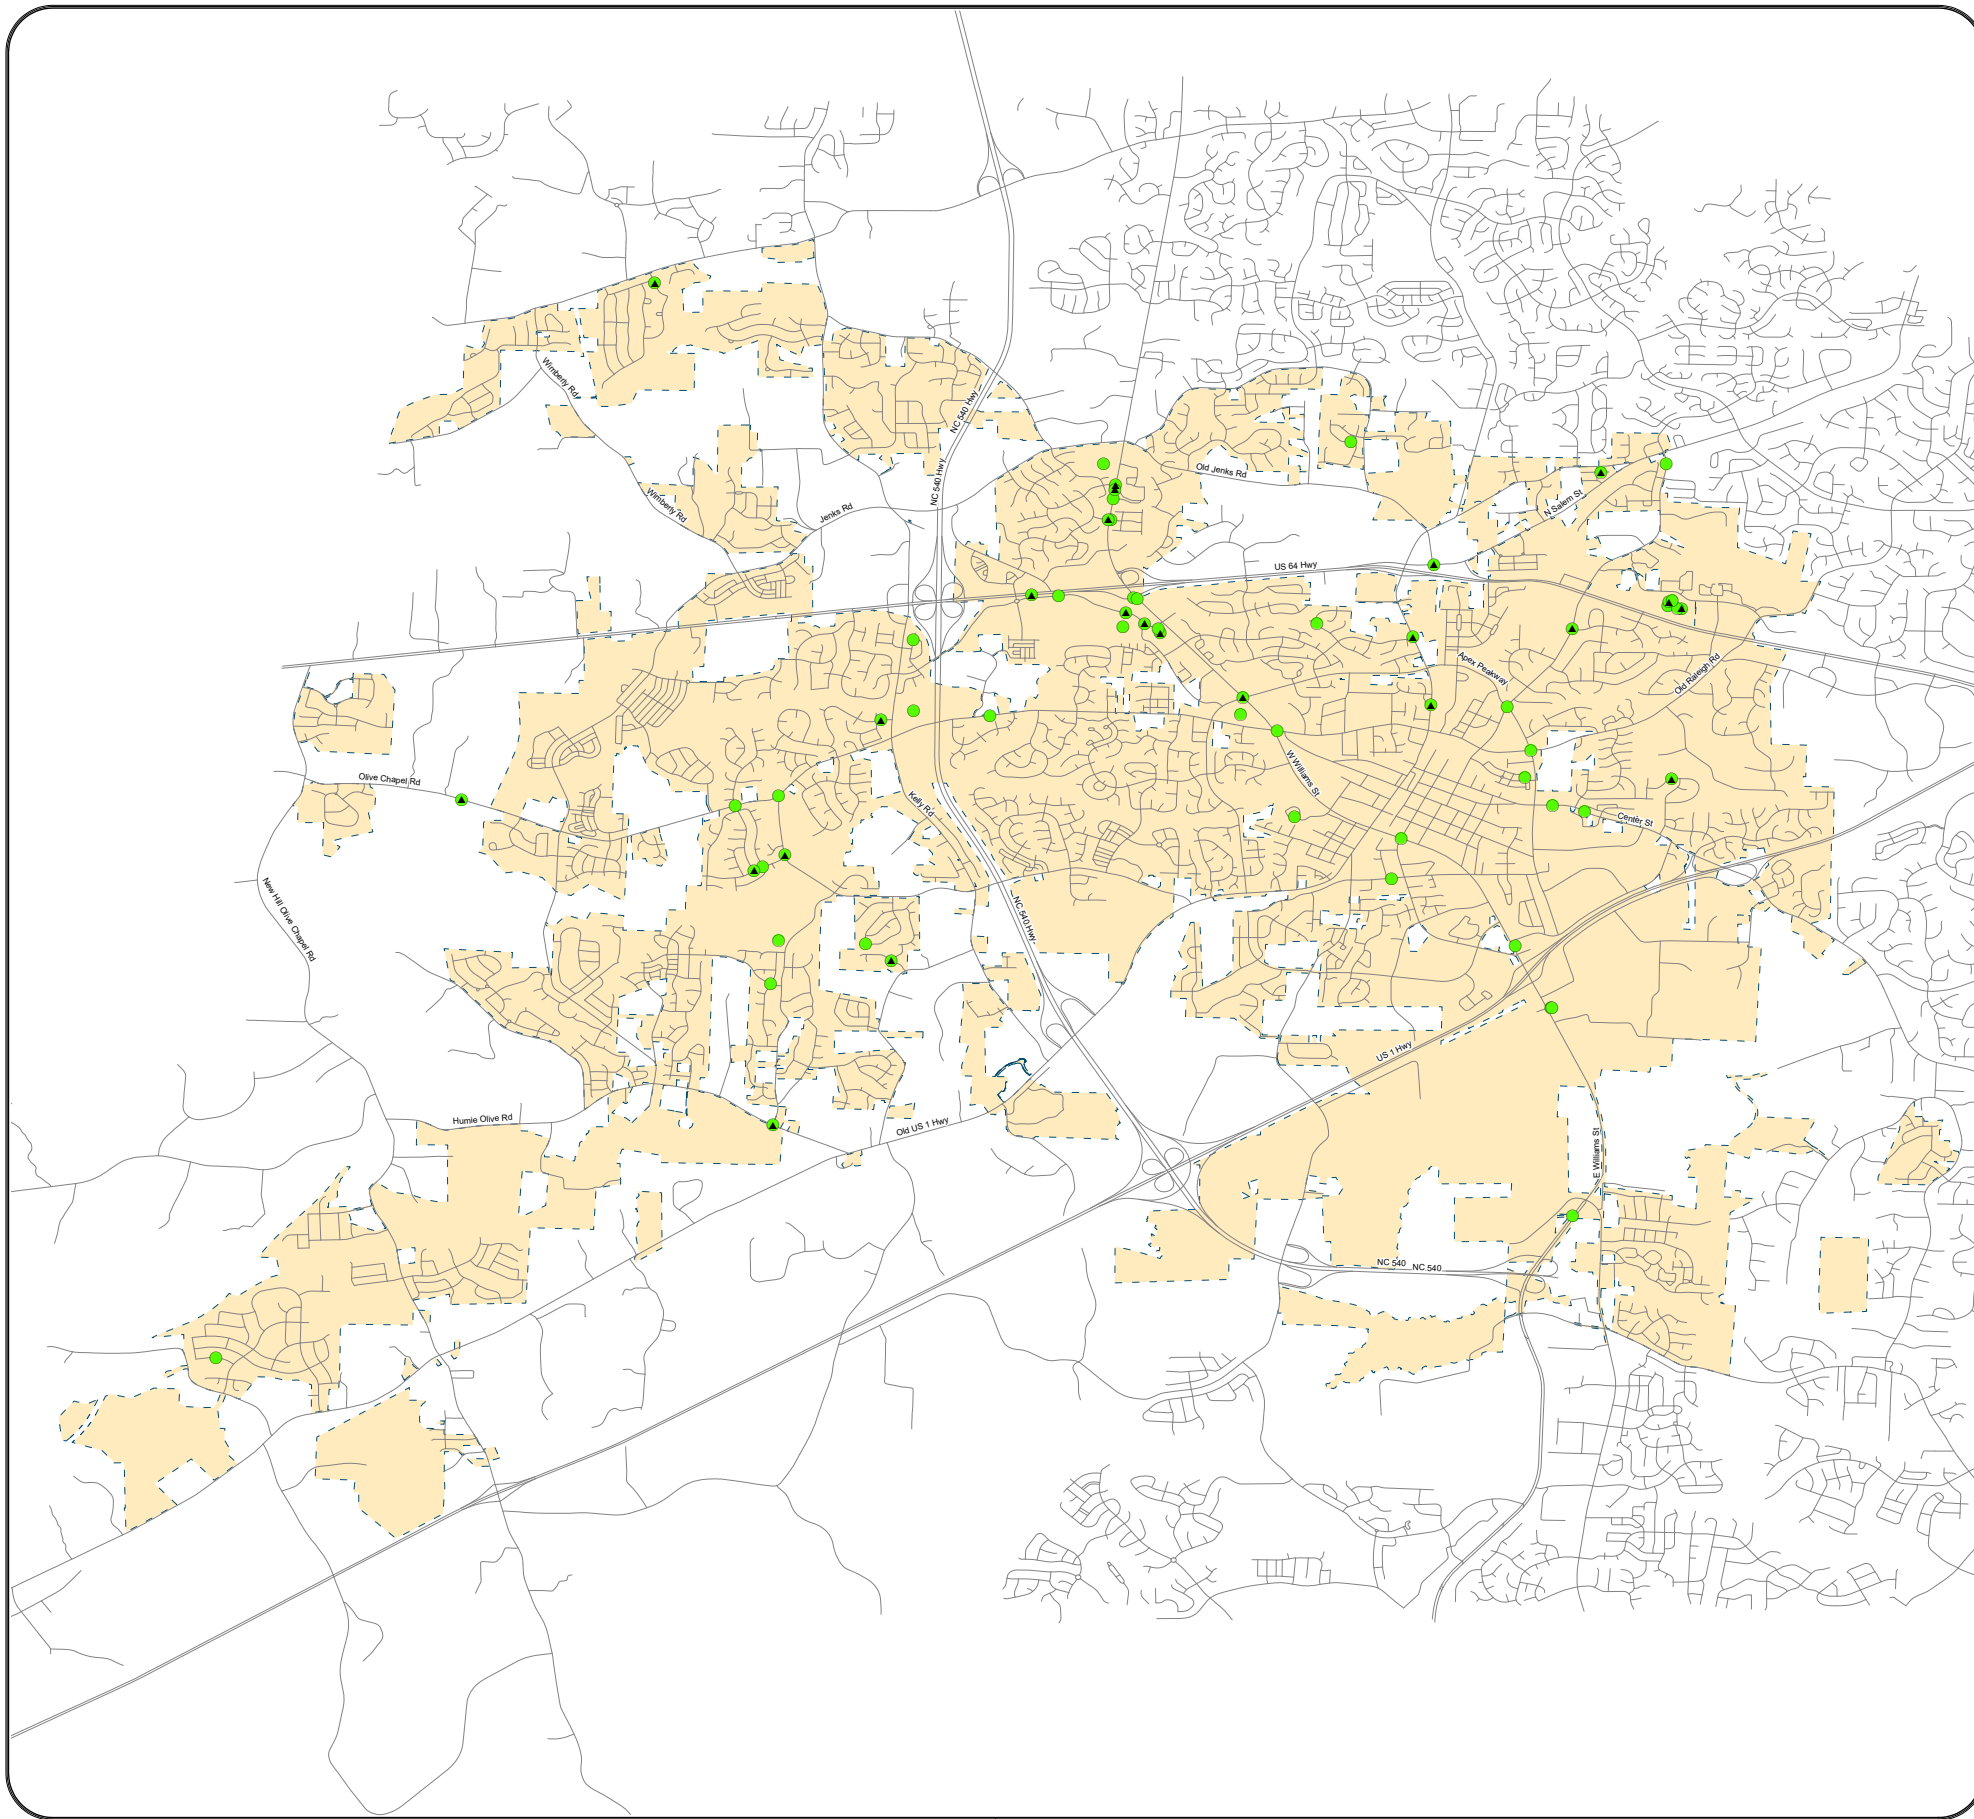 Wimberly Rd
NC 540 Hwy
Old Jenks Rd
NC 540 Hwy
Wimberly Rd
Jenks Rd
N Salem St
US 64 Hwy
Apex Peakway
Old Raleigh Rd
Olive Chapel Rd
W Williams St
Kelly Rd
Center St
New Hill Olive Chapel Rd
NC 540 Hwy
US 1 Hwy
Humie Olive Rd
Old US 1 Hwy
E Williams St
NC 540
NC 540